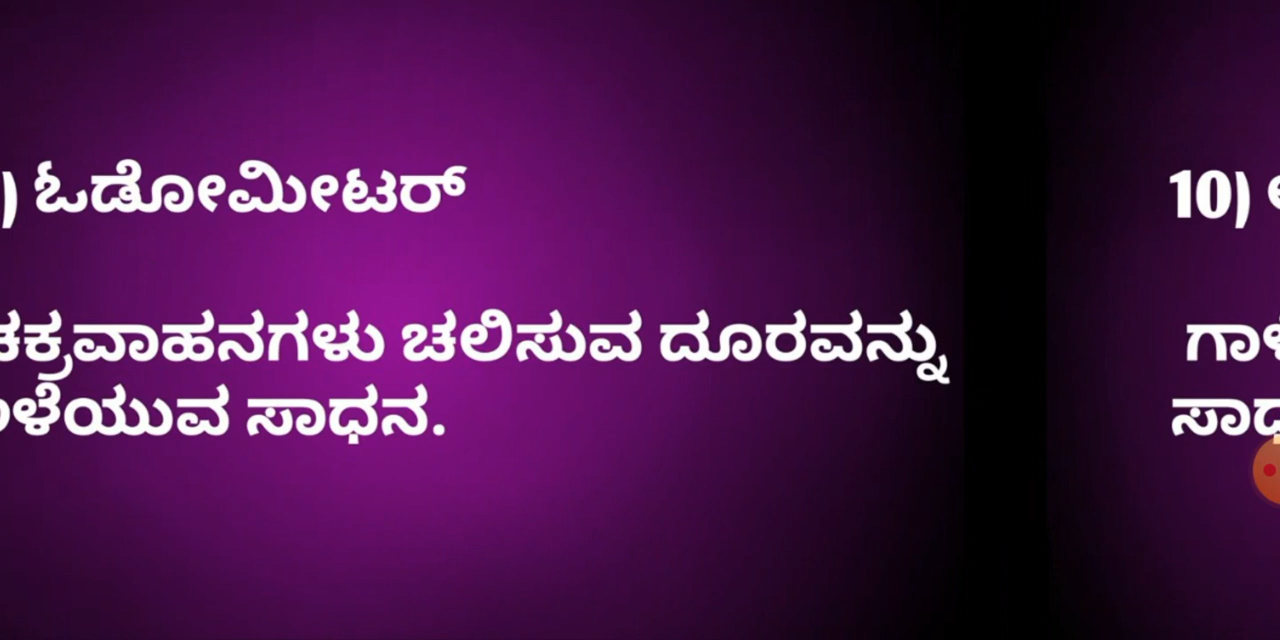 ) ಓಡೋಮೀಟರ್
ಚಕ್ರವಾಹನಗಳು ಚಲಿಸುವ ದೂರವನ್ನು
ಅಳೆಯುವ ಸಾಧನ.
10)